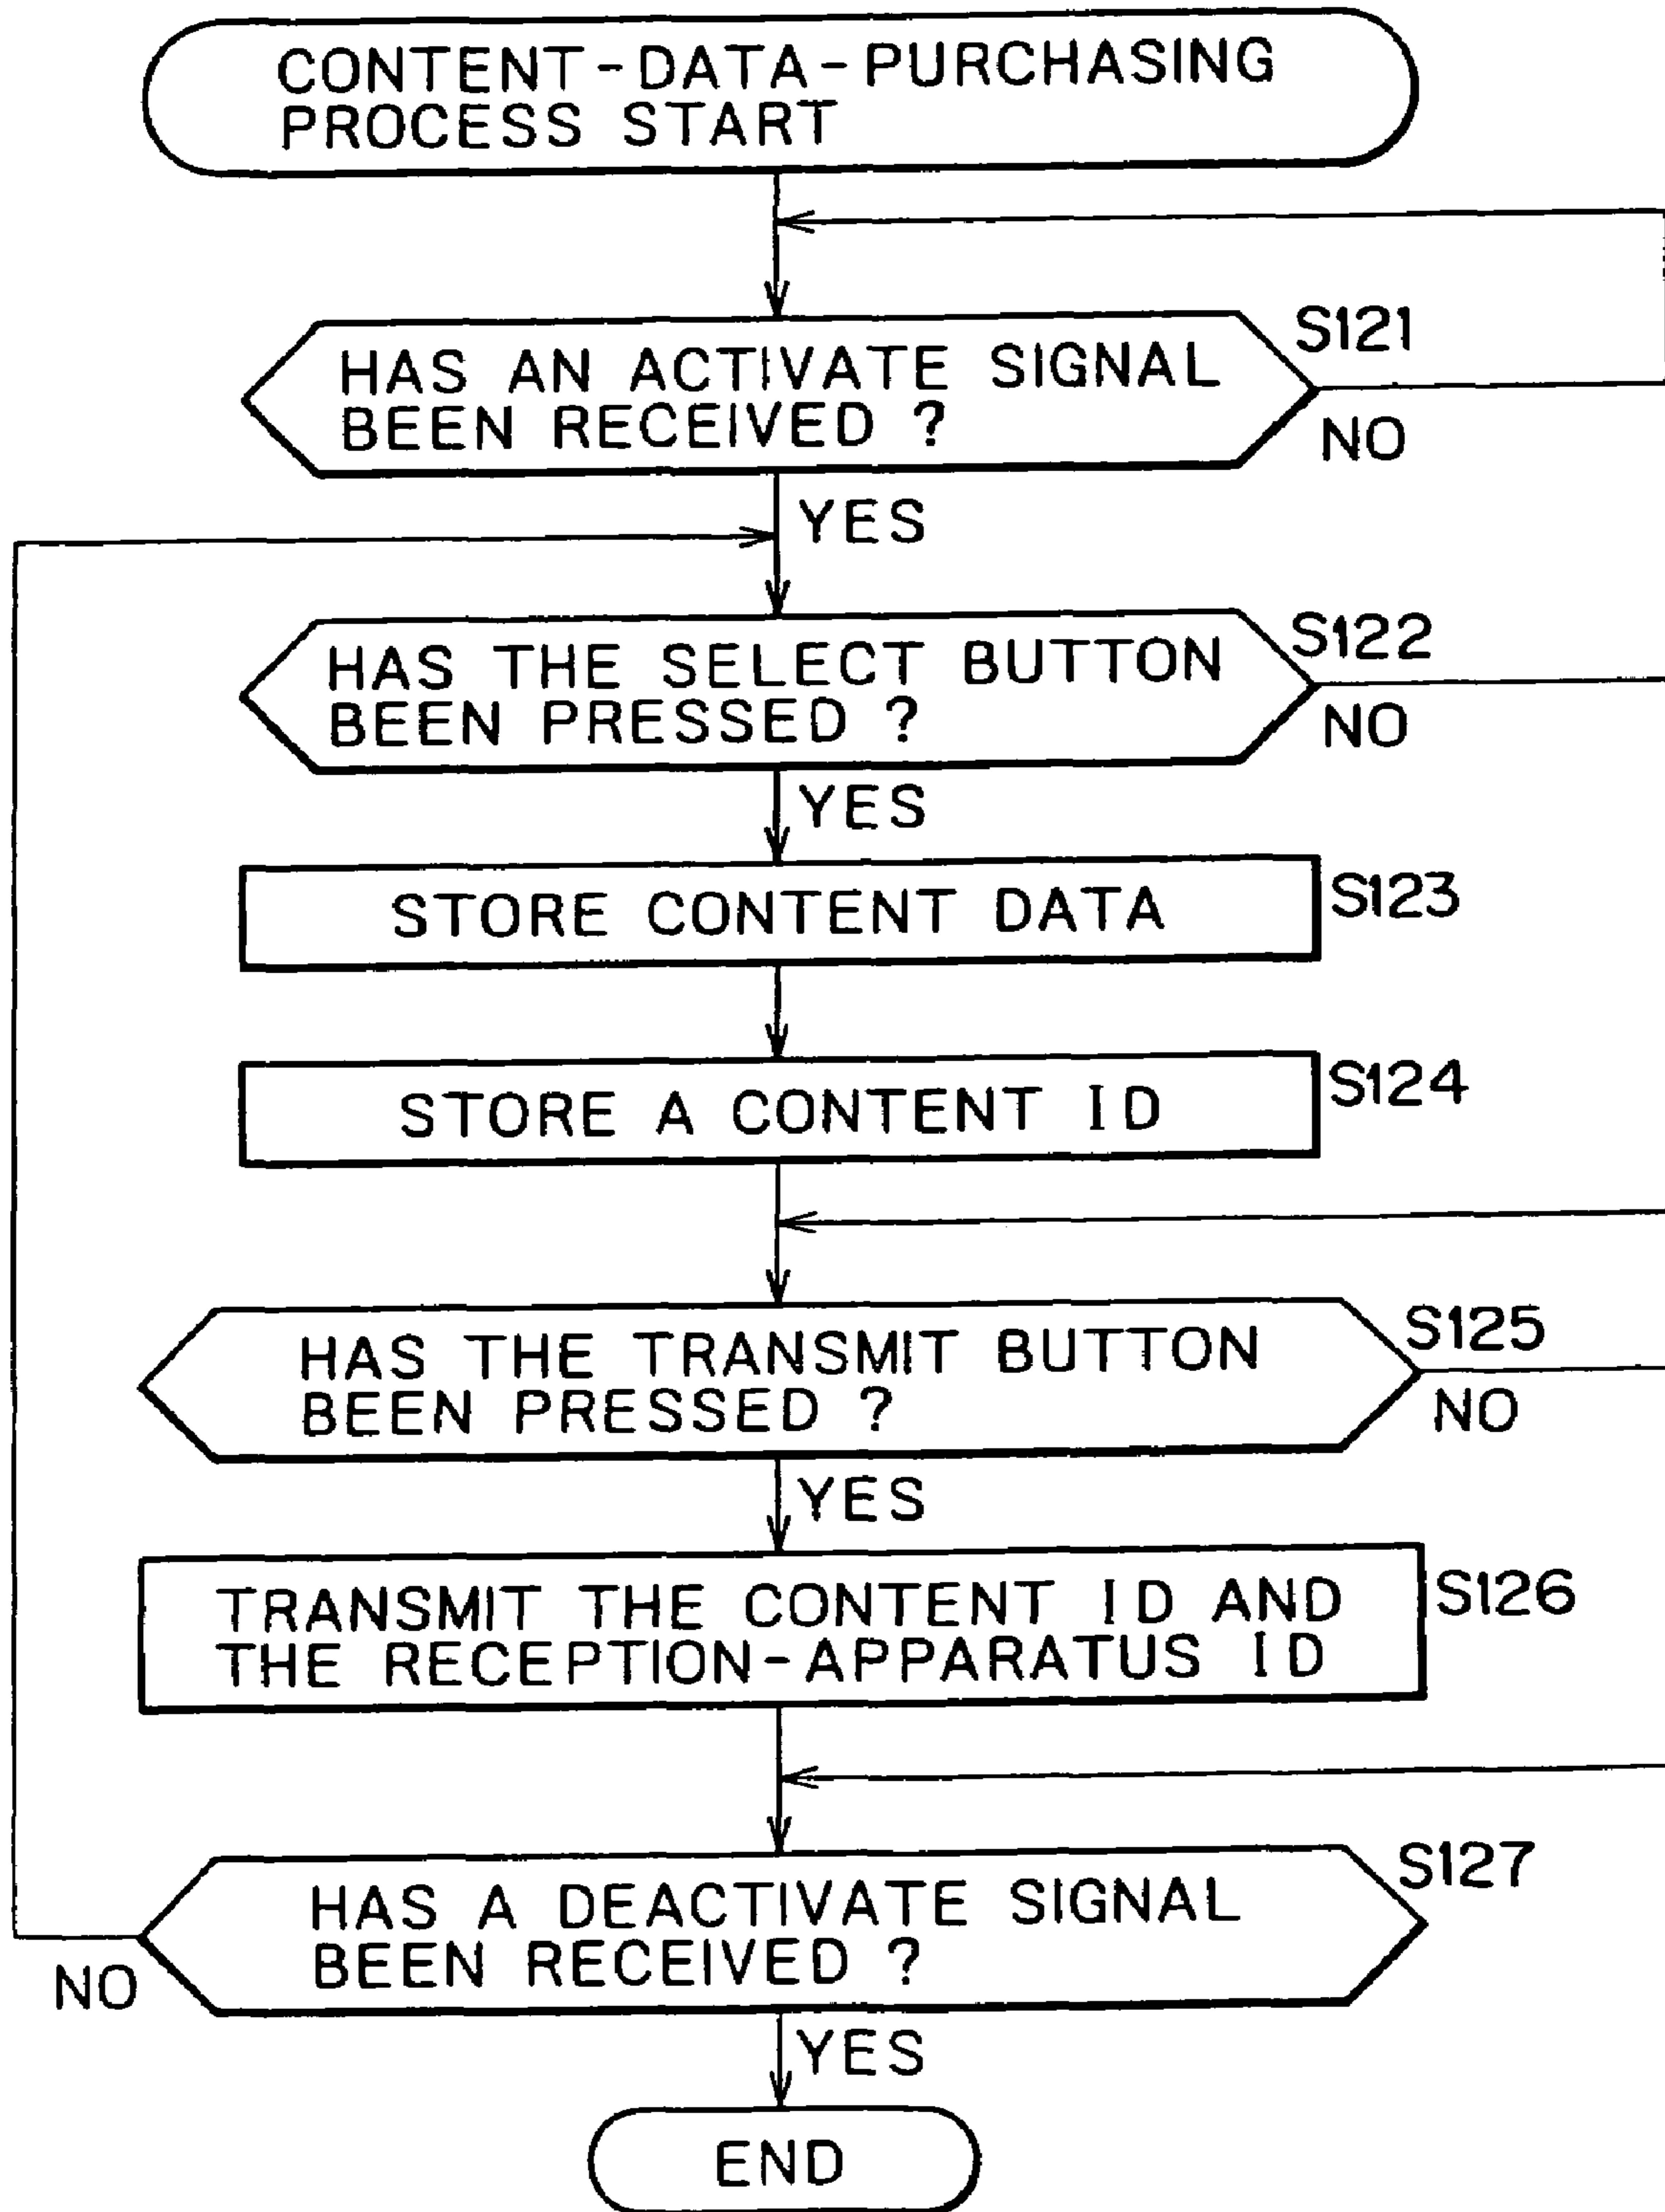 CONTENT-DATA-PURCHASING
PROCESS START
HAS AN ACTIVATE SIGNAL
BEEN RECEIVED ?
S121
NO
YES
HAS THE SELECT BUTTON
BEEN PRESSED ?
S122
NO
YES
STORE CONTENT DATA
S123
STORE A CONTENT ID
S124
HAS THE TRANSMIT BUTTON
BEEN PRESSED ?
S125
NO
YES
TRANSMIT THE CONTENT ID AND
THE RECEPTION-APPARATUS ID
S126
HAS A DEACTIVATE SIGNAL
BEEN RECEIVED ?
S127
NO
YES
END